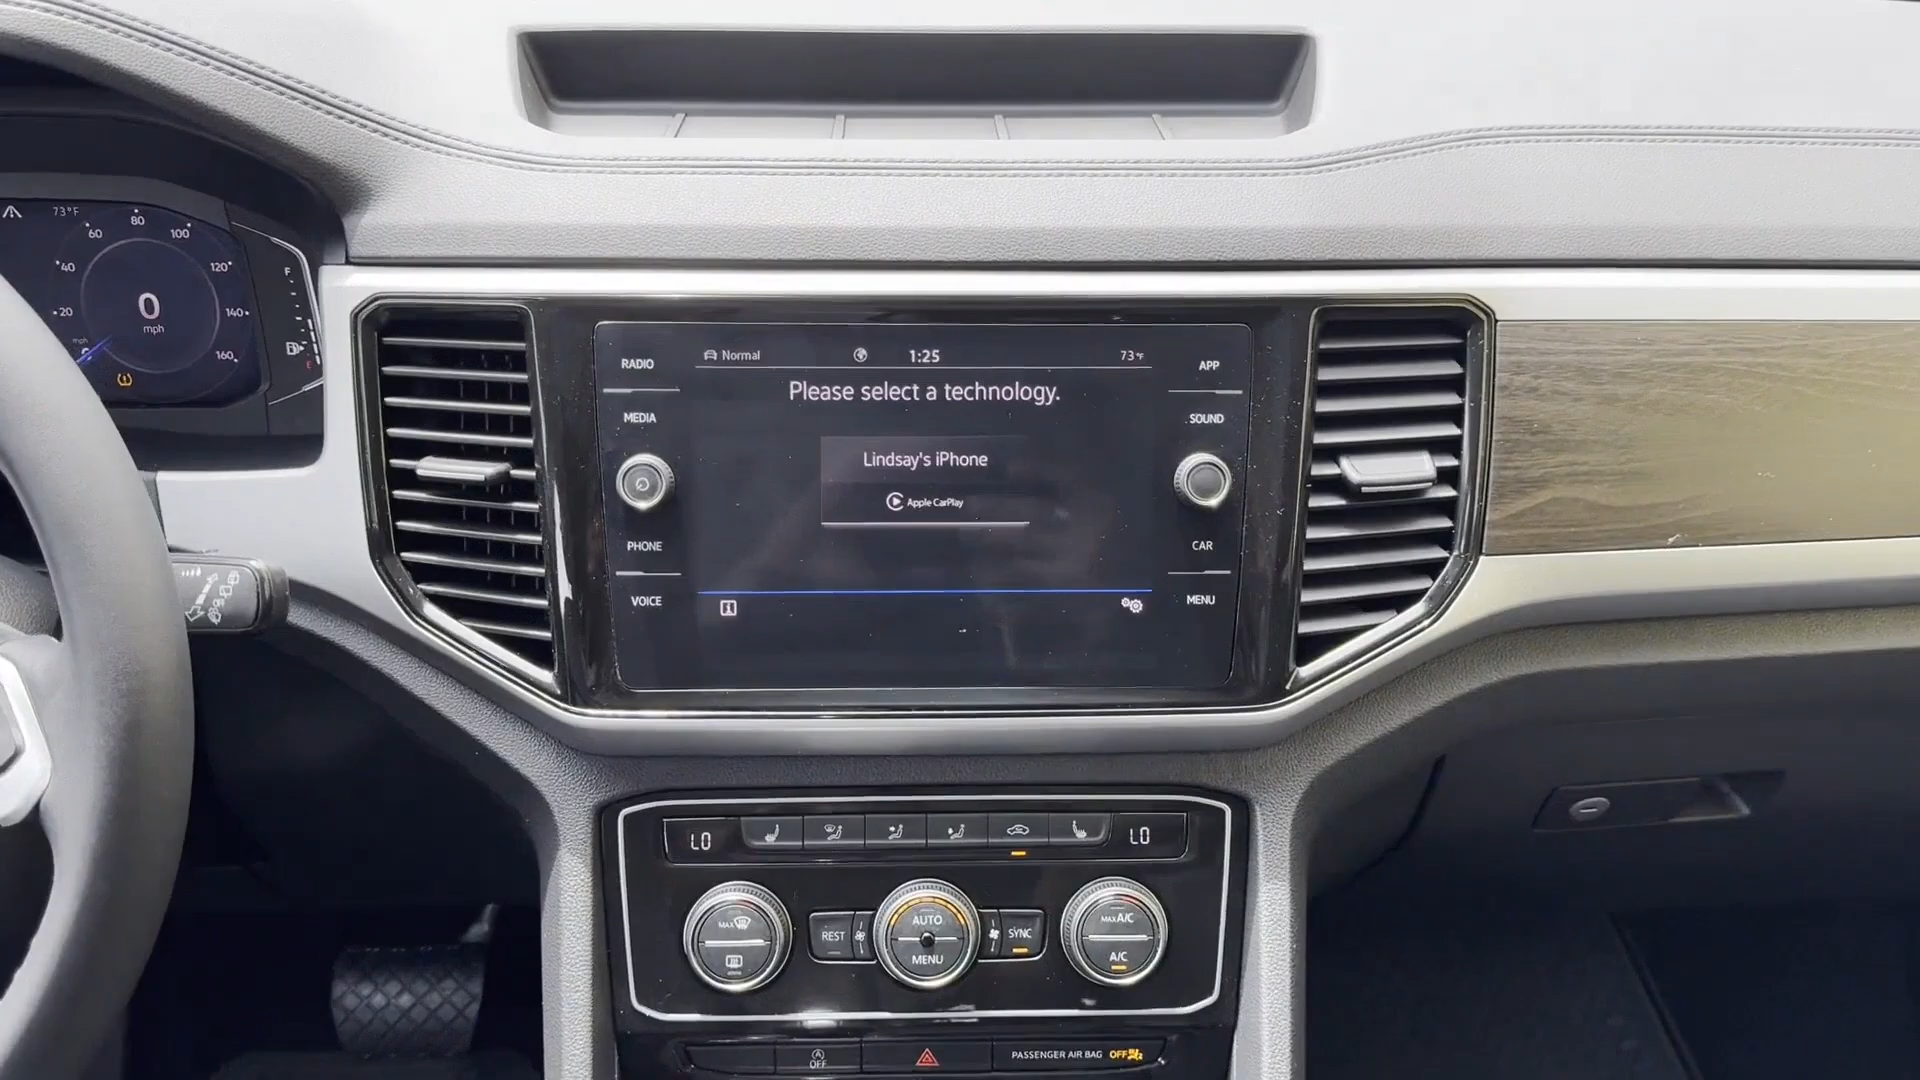 73°F
80
60
100
40
120
0
mph
20
140
mph
160
F
E
RADIO
MEDIA
PHONE
VOICE
Normal
1:25
73°F
Please select a technology.
Lindsay's iPhone
Apple CarPlay
APP
SOUND
CAR
MENU
LO
LO
MAX
REST
AUTO
MENU
SYNC
MAX A/C
A/C
OFF
PASSENGER AIR BAG OFF